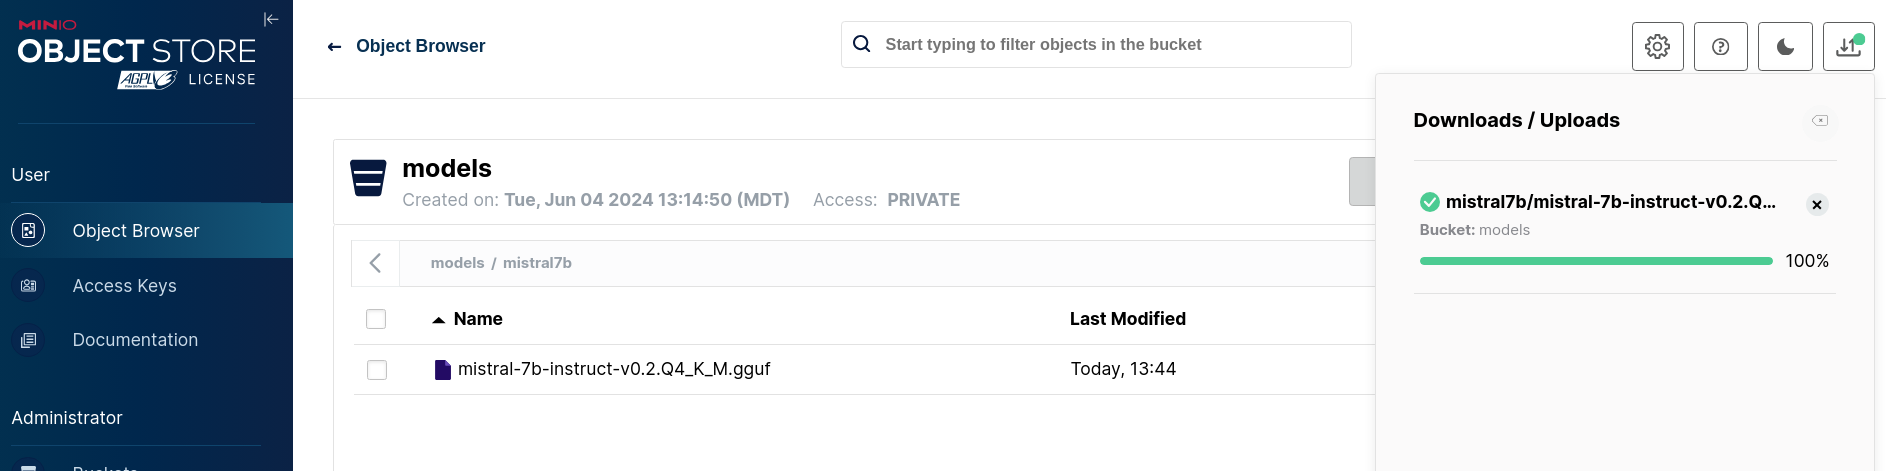 MINIO
OBJECT STORE
AGPLv3 LICENSE
Free Software
User
Object Browser
Access Keys
Documentation
Administrator
Buckets
Object Browser
Start typing to filter objects in the bucket
models
Created on: Tue, Jun 04 2024 13:14:50 (MDT) Access: PRIVATE
models / mistral7b
Name Last Modified
mistral-7b-instruct-v0.2.Q4_K_M.gguf Today, 13:44
Downloads / Uploads
mistral7b/mistral-7b-instruct-v0.2.Q...
Bucket: models
100%